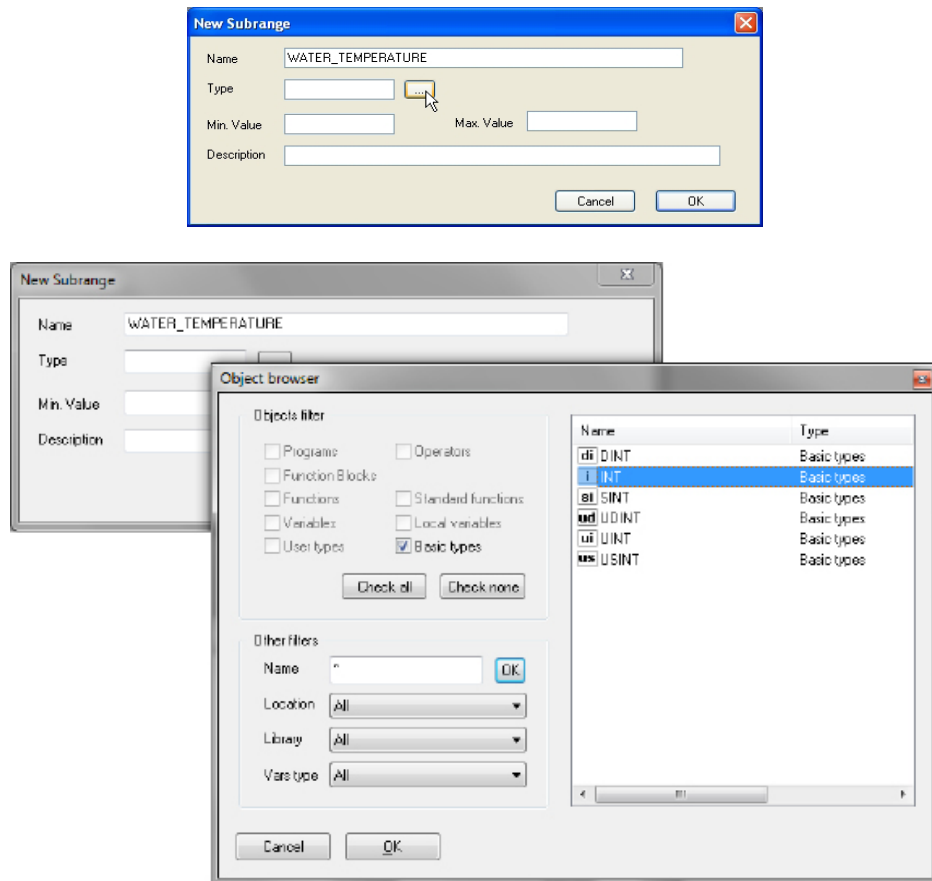 New Subrange
Name WATER_TEMPERATURE
Type ...
Min. Value Max. Value
Description
Cancel OK
New Subrange
Name WATER_TEMPERATURE
Type
Min. Value
Description
Object browser
Objects filter
Programs Operators
Function Blocks
Functions Standard functions
Variables Local variables
User types Basic types
Check all Check none
Other filters
Name * OK
Location All
Library All
Vars type All
Cancel OK
Name Type
di DINT Basic types
i INT Basic types
si SINT Basic types
ud UDINT Basic types
ui UINT Basic types
us USINT Basic types